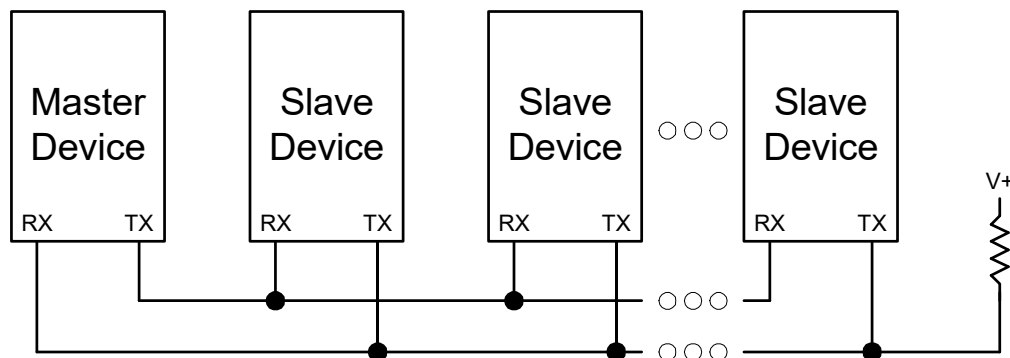 Master
Device
RX TX
Slave
Device
RX TX
Slave
Device
RX TX
Slave
Device
RX TX
V+